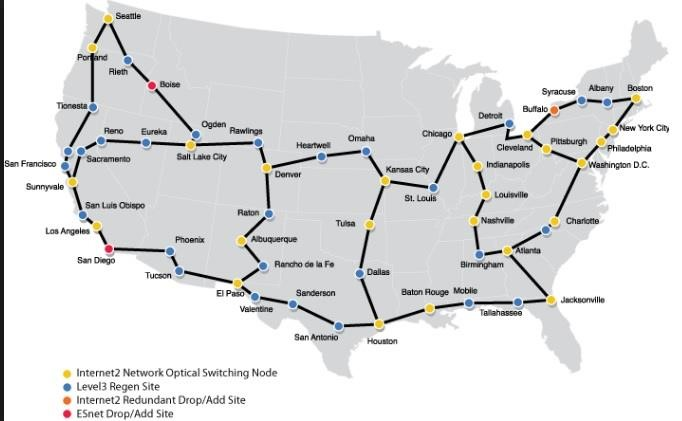 Seattle
Portland
Rieth
Boise
Tionesta
Ogden
Reno
Eureka
Rawlings
Salt Lake City
Sacramento
San Francisco
Sunnyvale
San Luis Obispo
Los Angeles
San Diego
Phoenix
Tucson
Heartwell
Omaha
Denver
Kansas City
St. Louis
Raton
Albuquerque
Rancho de la Fe
El Paso
Valentine
Sanderson
San Antonio
Houston
Tulsa
Dallas
Chicago
Detroit
Cleveland
Buffalo
Syracuse
Albany
Boston
New York City
Philadelphia
Pittsburgh
Washington D.C.
Indianapolis
Louisville
Nashville
Birmingham
Atlanta
Charlotte
Baton Rouge
Moblie
Tallahassee
Jacksonville
Internet2 Network Optical Switching Node
Level3 Regen Site
Internet2 Redundant Drop/Add Site
ESnet Drop/Add Site